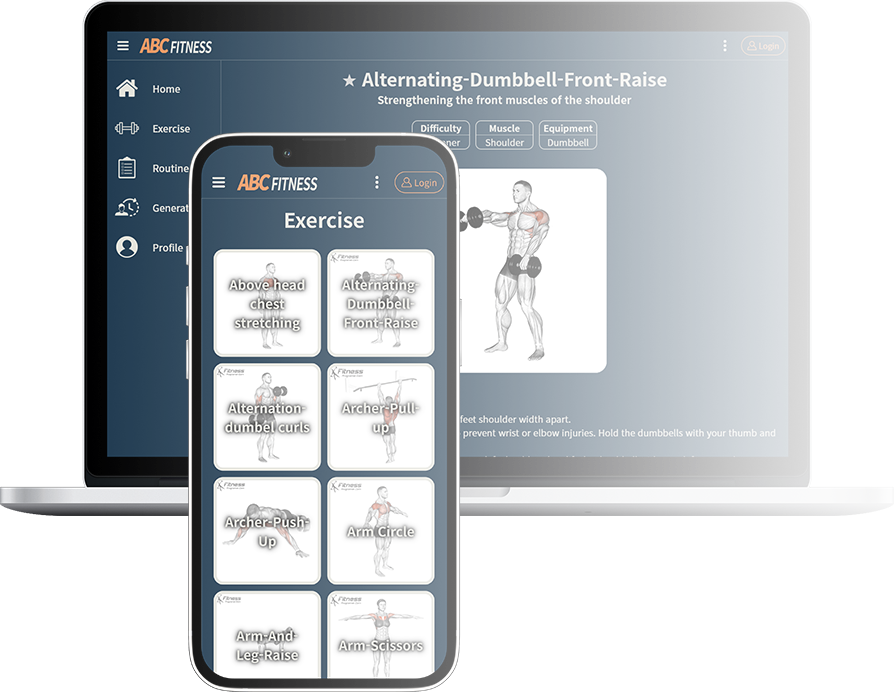 ABC FITNESS
Login
Home
Exercise
Routine
Generat
Profile
★ Alternating-Dumbbell-Front-Raise
Strengthening the front muscles of the shoulder
Difficulty Muscle Equipment
ner Shoulder Dumbbell
feet shoulder width apart.
prevent wrist or elbow injuries. Hold the dumbbells with your thumb and
ABC FITNESS
Login
Exercise
Above head
chest
stretching
Fitness
Alternating-
Dumbbell-
Front-Raise
Fitness
Alternation-
dumbel curls
Fitness
Archer-Pull-
up
Fitness
Archer-Push-
Up
Fitness
Arm Circle
Fitness
Arm-And-
Leg-Raise
Fitness
Arm-Scissors